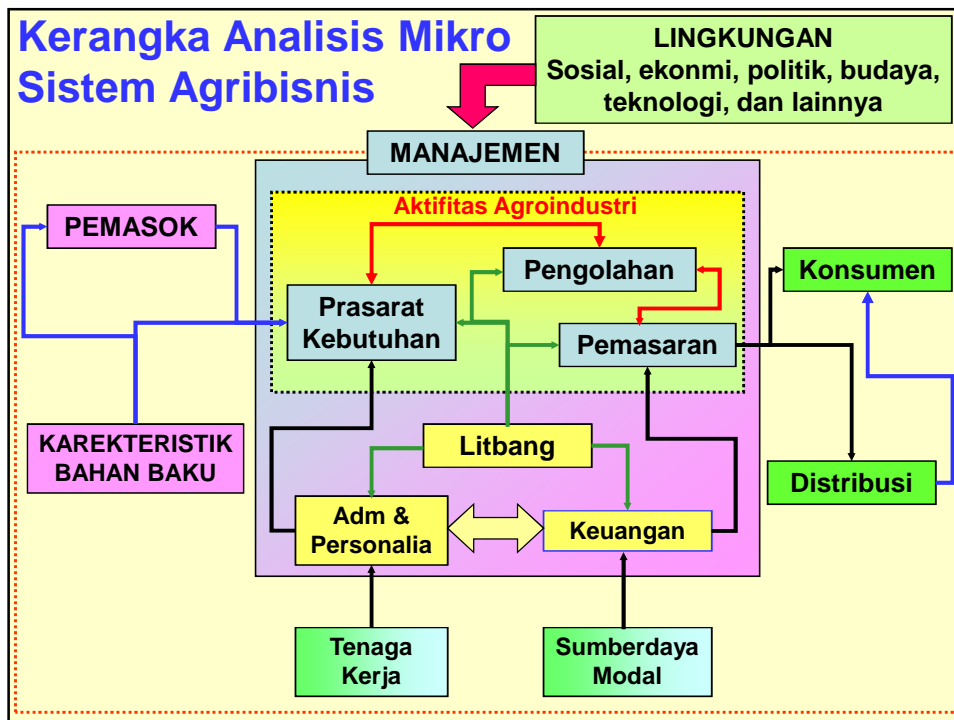 Kerangka Analisis Mikro
Sistem Agribisnis
LINGKUNGAN
Sosial, ekonmi, politik, budaya,
teknologi, dan lainnya
MANAJEMEN
Aktifitas Agroindustri
PEMASOK
Pengolahan
Konsumen
Prasarat
Kebutuhan
Pemasaran
KAREKTERISTIK
BAHAN BAKU
Litbang
Distribusi
Adm &
Personalia
Keuangan
Tenaga
Kerja
Sumberdaya
Modal